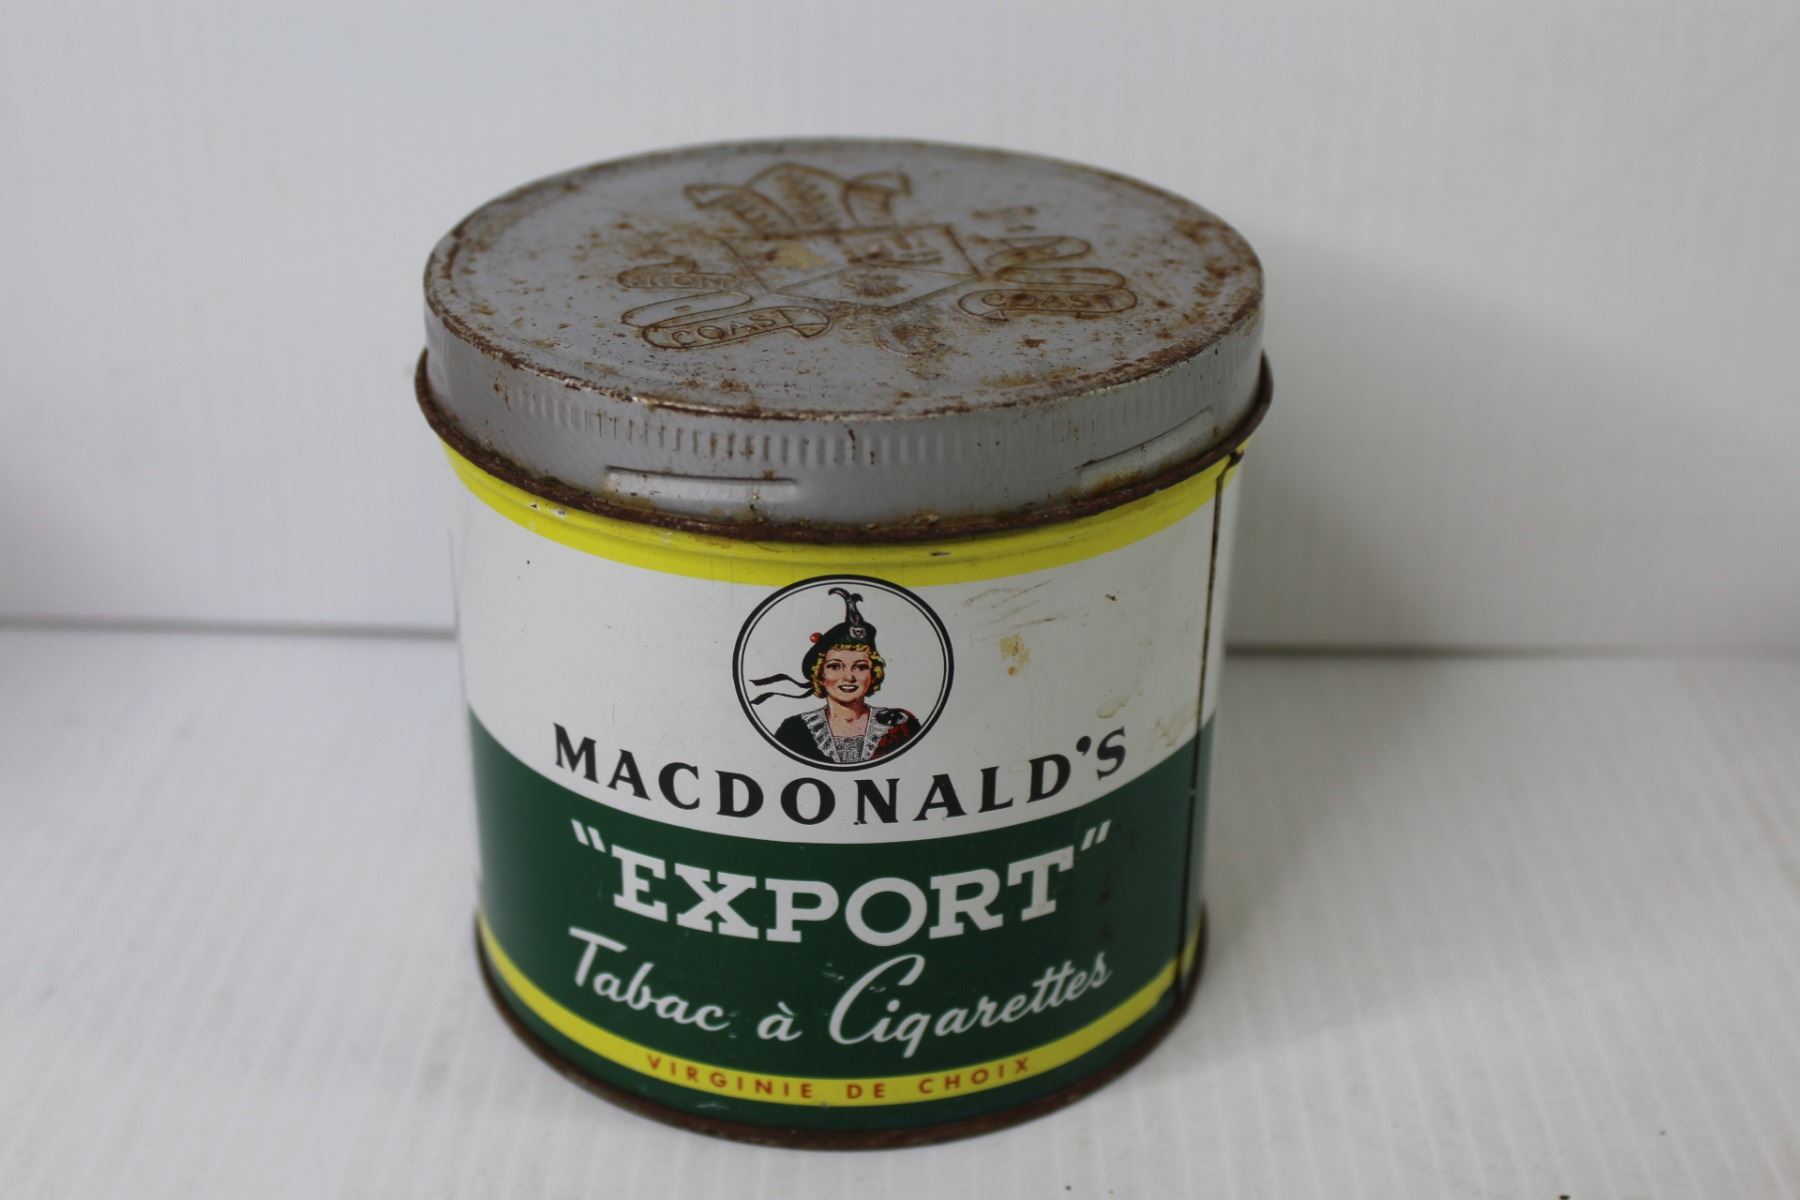 COAST
COAST
MACDONALD'S
"EXPORT"
Tabac à Cigarettes
VIRGINIE DE CHOIX